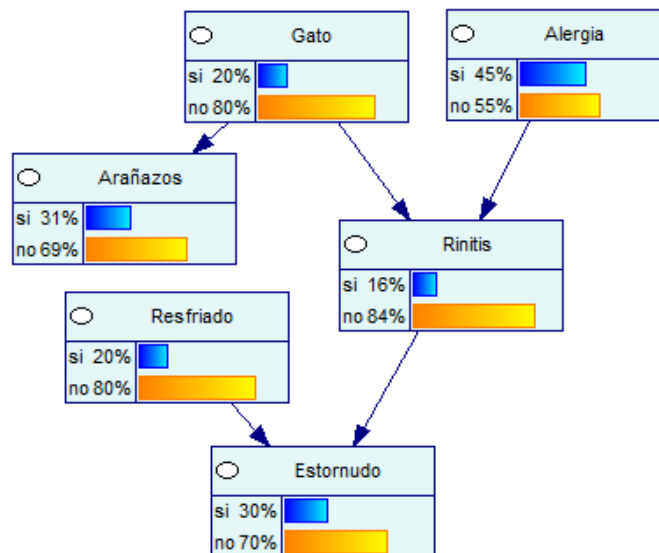 Gato
si 20%
no 80%
Alergia
si 45%
no 55%
Arañazos
si 31%
no 69%
Rinitis
si 16%
no 84%
Resfriado
si 20%
no 80%
Estornudo
si 30%
no 70%